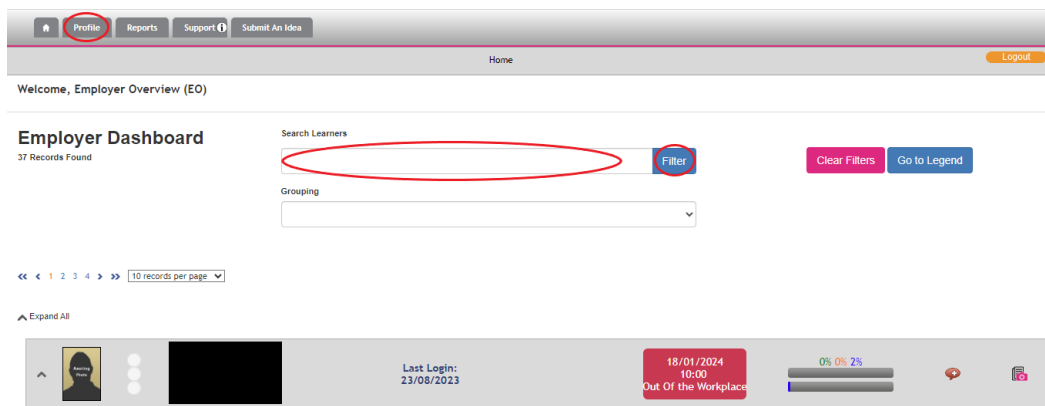 Profile Reports Support Submit An Idea
Home Logout
Welcome, Employer Overview (EO)
Employer Dashboard
37 Records Found
Search Learners
Filter Clear Filters Go to Legend
Grouping
1 2 3 4 10 records per page
Expand All
Awaiting Photo
Last Login:
23/08/2023
18/01/2024
10:00
Out Of the Workplace
0% 0% 2%